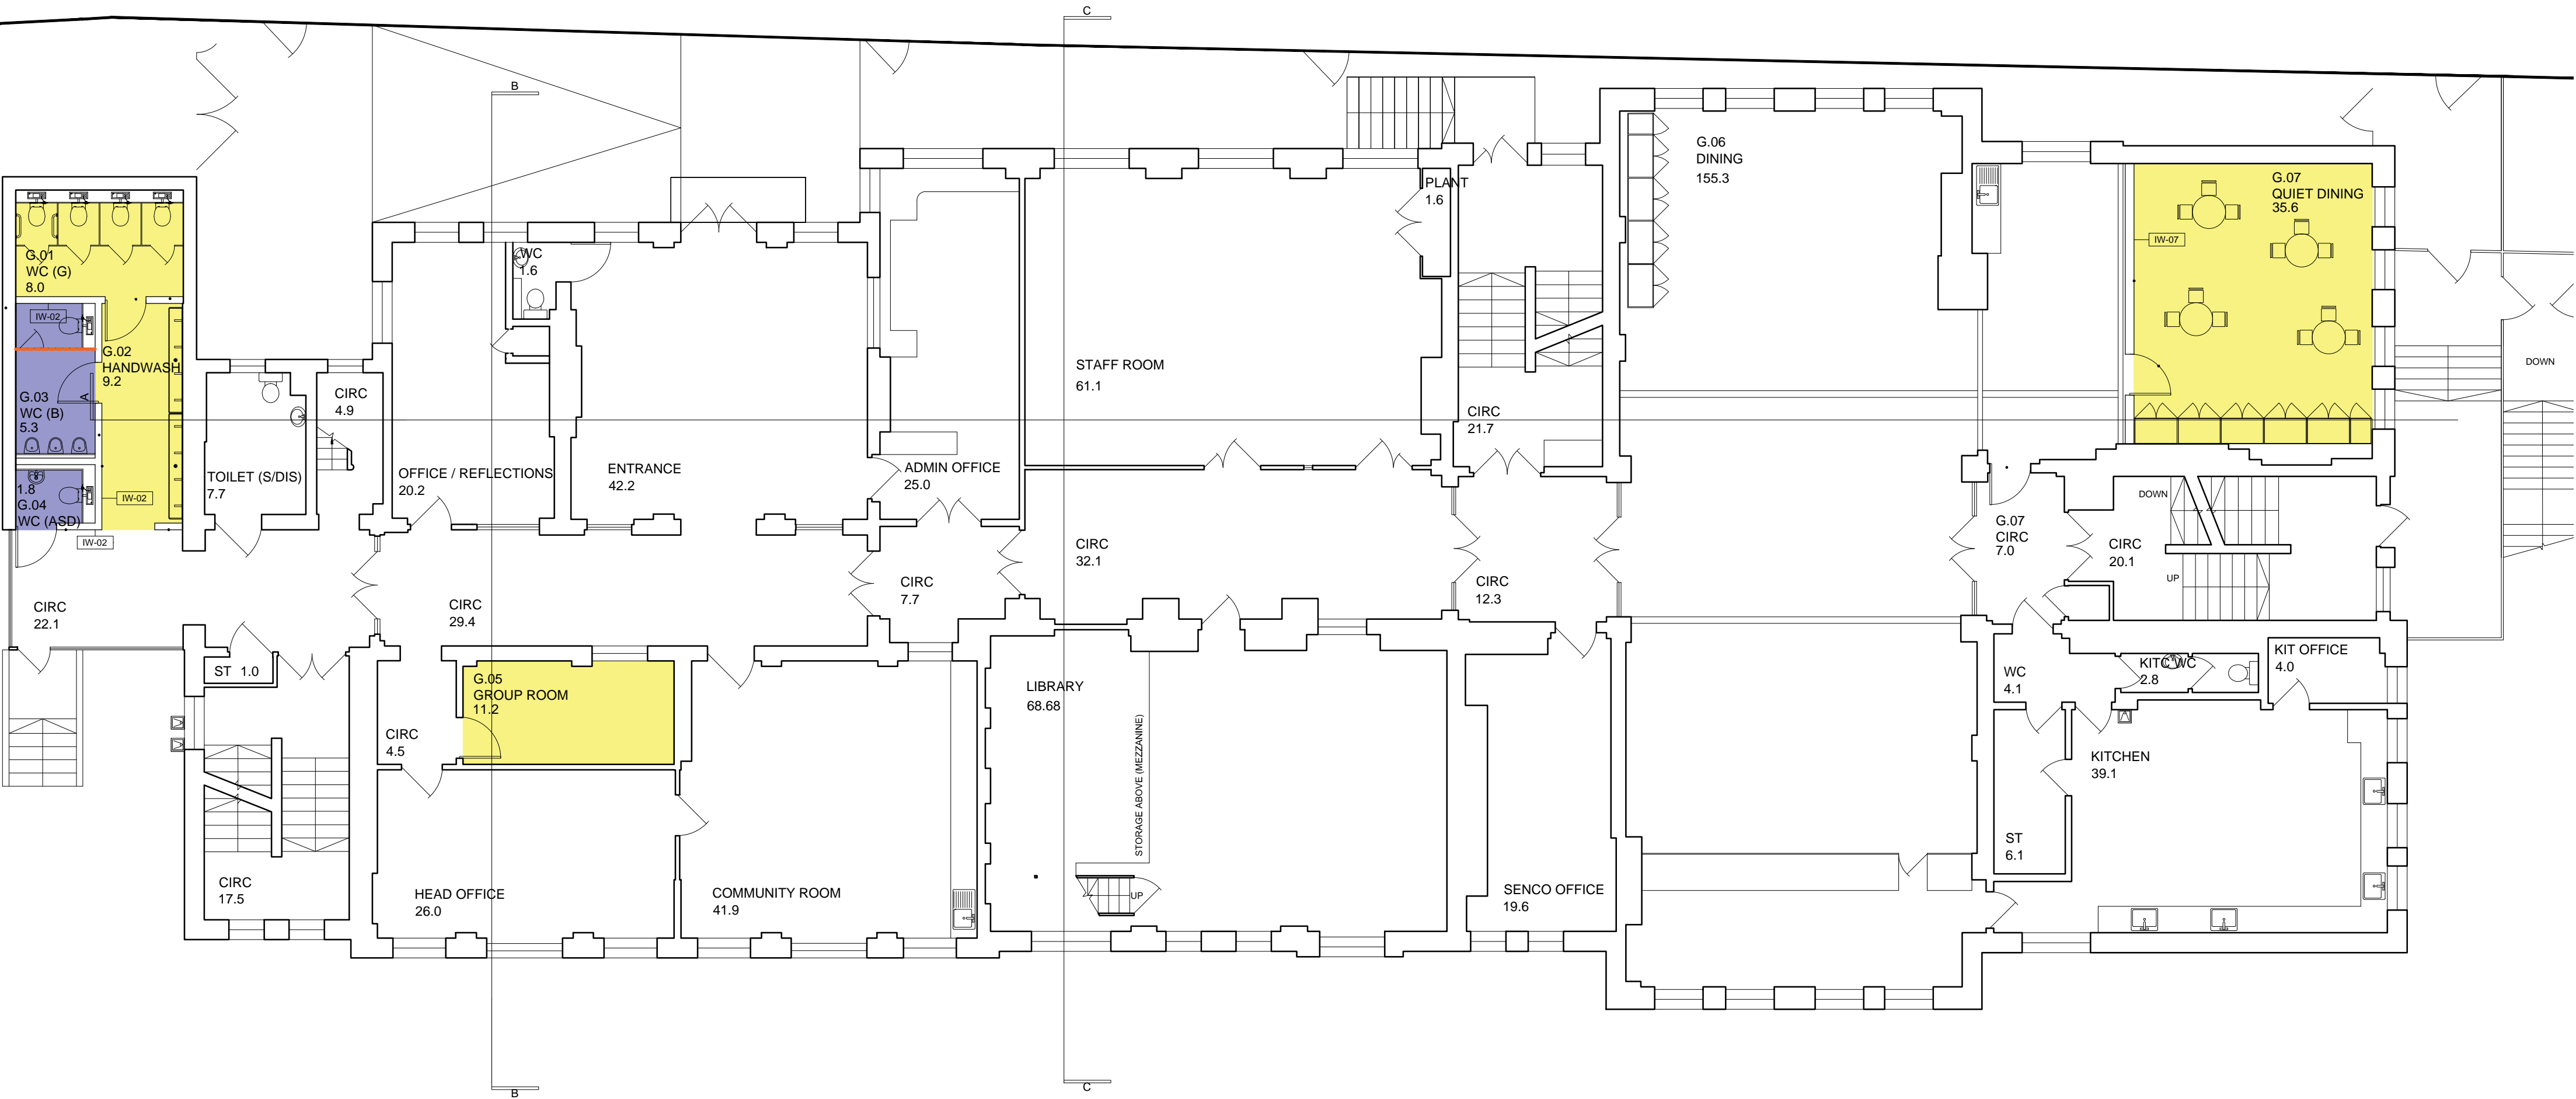 C
B
G.01
WC (G)
8.0
IW-02
G.02
HANDWASH
9.2
G.03
WC (B)
5.3
A
1.8
G.04
WC (ASD)
IW-02
IW-02
TOILET (S/DIS)
7.7
CIRC
4.9
WC
1.6
OFFICE / REFLECTIONS
20.2
ENTRANCE
42.2
ADMIN OFFICE
25.0
STAFF ROOM
61.1
PLANT
1.6
CIRC
21.7
G.06
DINING
155.3
G.07
QUIET DINING
35.6
IW-07
DOWN
CIRC
22.1
CIRC
29.4
CIRC
7.7
CIRC
32.1
CIRC
12.3
G.07
CIRC
7.0
CIRC
20.1
DOWN
UP
ST 1.0
G.05
GROUP ROOM
11.2
CIRC
4.5
LIBRARY
68.68
STORAGE ABOVE (MEZZANINE)
UP
WC
4.1
KITC WC
2.8
KIT OFFICE
4.0
KITCHEN
39.1
ST
6.1
CIRC
17.5
HEAD OFFICE
26.0
COMMUNITY ROOM
41.9
SENCO OFFICE
19.6
B
C